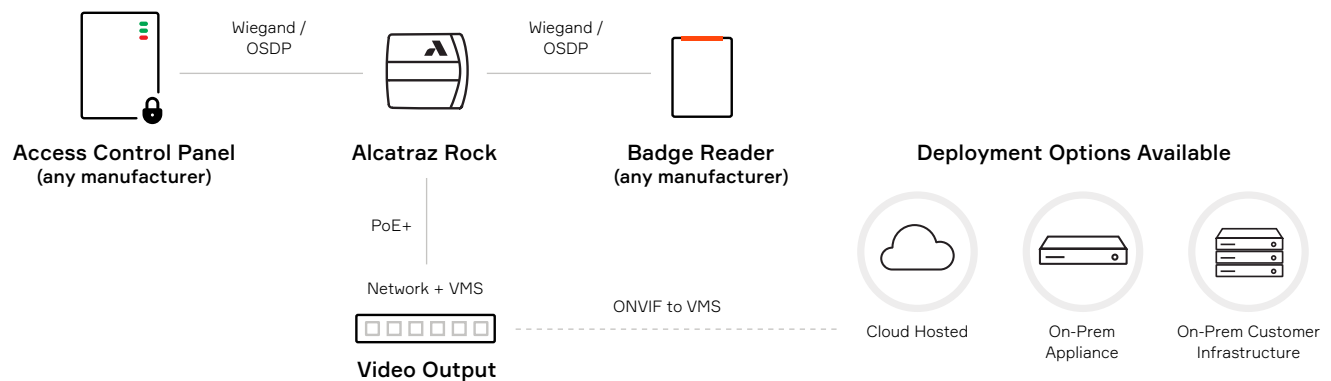 Wiegand /
OSDP
Wiegand /
OSDP
Access Control Panel
(any manufacturer)
Alcatraz Rock
Badge Reader
(any manufacturer)
Deployment Options Available
PoE+
Network + VMS
ONVIF to VMS
Video Output
Cloud Hosted
On-Prem
Appliance
On-Prem Customer
Infrastructure